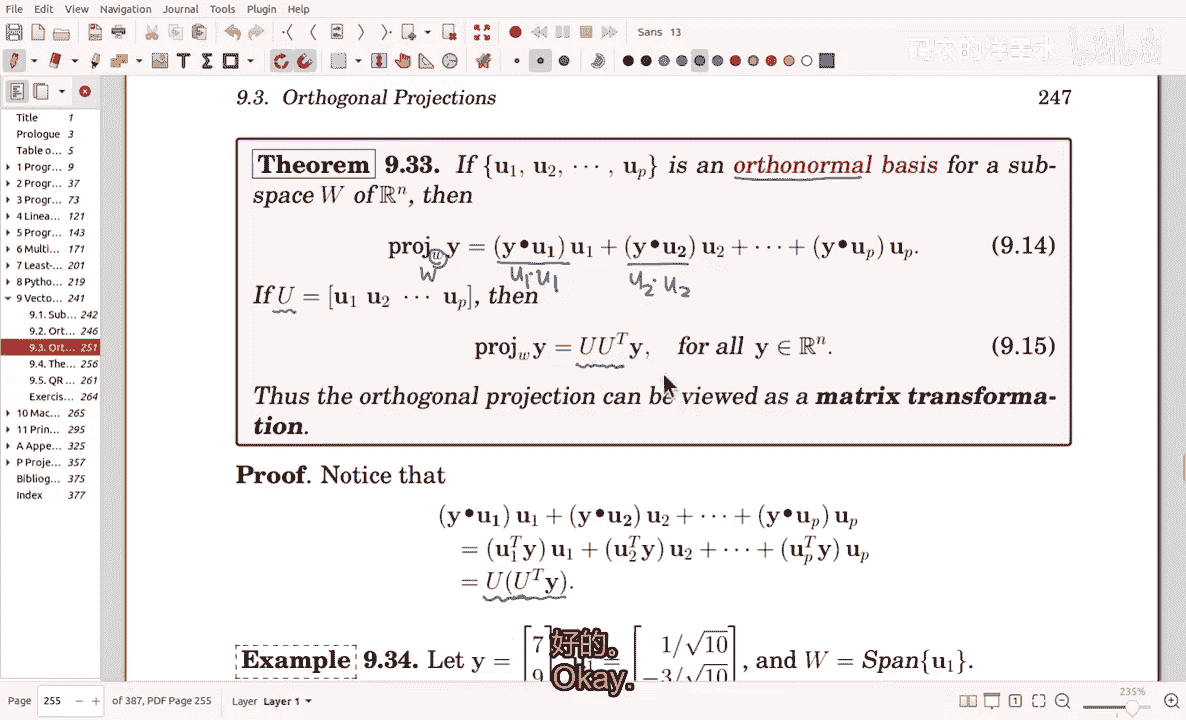 File Edit View Navigation Journal Tools Plugin Help
Sans 13
码农的洋墨水
Title 1
Prologue 3
Table o... 5
1 Progr... 9
2 Progr... 37
3 Progr... 73
4 Linea... 121
5 Progr... 143
6 Multi... 171
7 Least-... 201
8 Pytho... 219
9 Vecto... 241
9.1. Sub... 242
9.2. Ort... 246
9.3. Ort... 251
9.4. The... 256
9.5. QR ... 261
Exercis... 264
10 Mac... 265
11 Prin... 295
A Appe... 325
P Proje... 357
Bibliog... 375
Index 377
9.3. Orthogonal Projections 247
Theorem 9.33. If {u₁, u₂, ⋯ , uₚ} is an orthonormal basis for a sub-
space W of ℝⁿ, then
proj_w y = (y•u₁) u₁ + (y•u₂) u₂ + ⋯ + (y•uₚ) uₚ. (9.14)
W u₁·u₁ u₂·u₂
If U = [u₁ u₂ ⋯ uₚ], then
proj_w y = UUᵀy, for all y ∈ ℝⁿ. (9.15)
Thus the orthogonal projection can be viewed as a matrix transforma-
tion.
Proof. Notice that
(y•u₁) u₁ + (y•u₂) u₂ + ⋯ + (y•uₚ) uₚ
= (u₁ᵀy) u₁ + (u₂ᵀy) u₂ + ⋯ + (uₚᵀy) uₚ
= U(Uᵀy).
Example 9.34. Let y = [7 9 = [1/√10 −3/√10], and W = Span{u₁}.
好的。
Okay.
Page 255 of 387, PDF Page 255 Layer Layer 1 235%